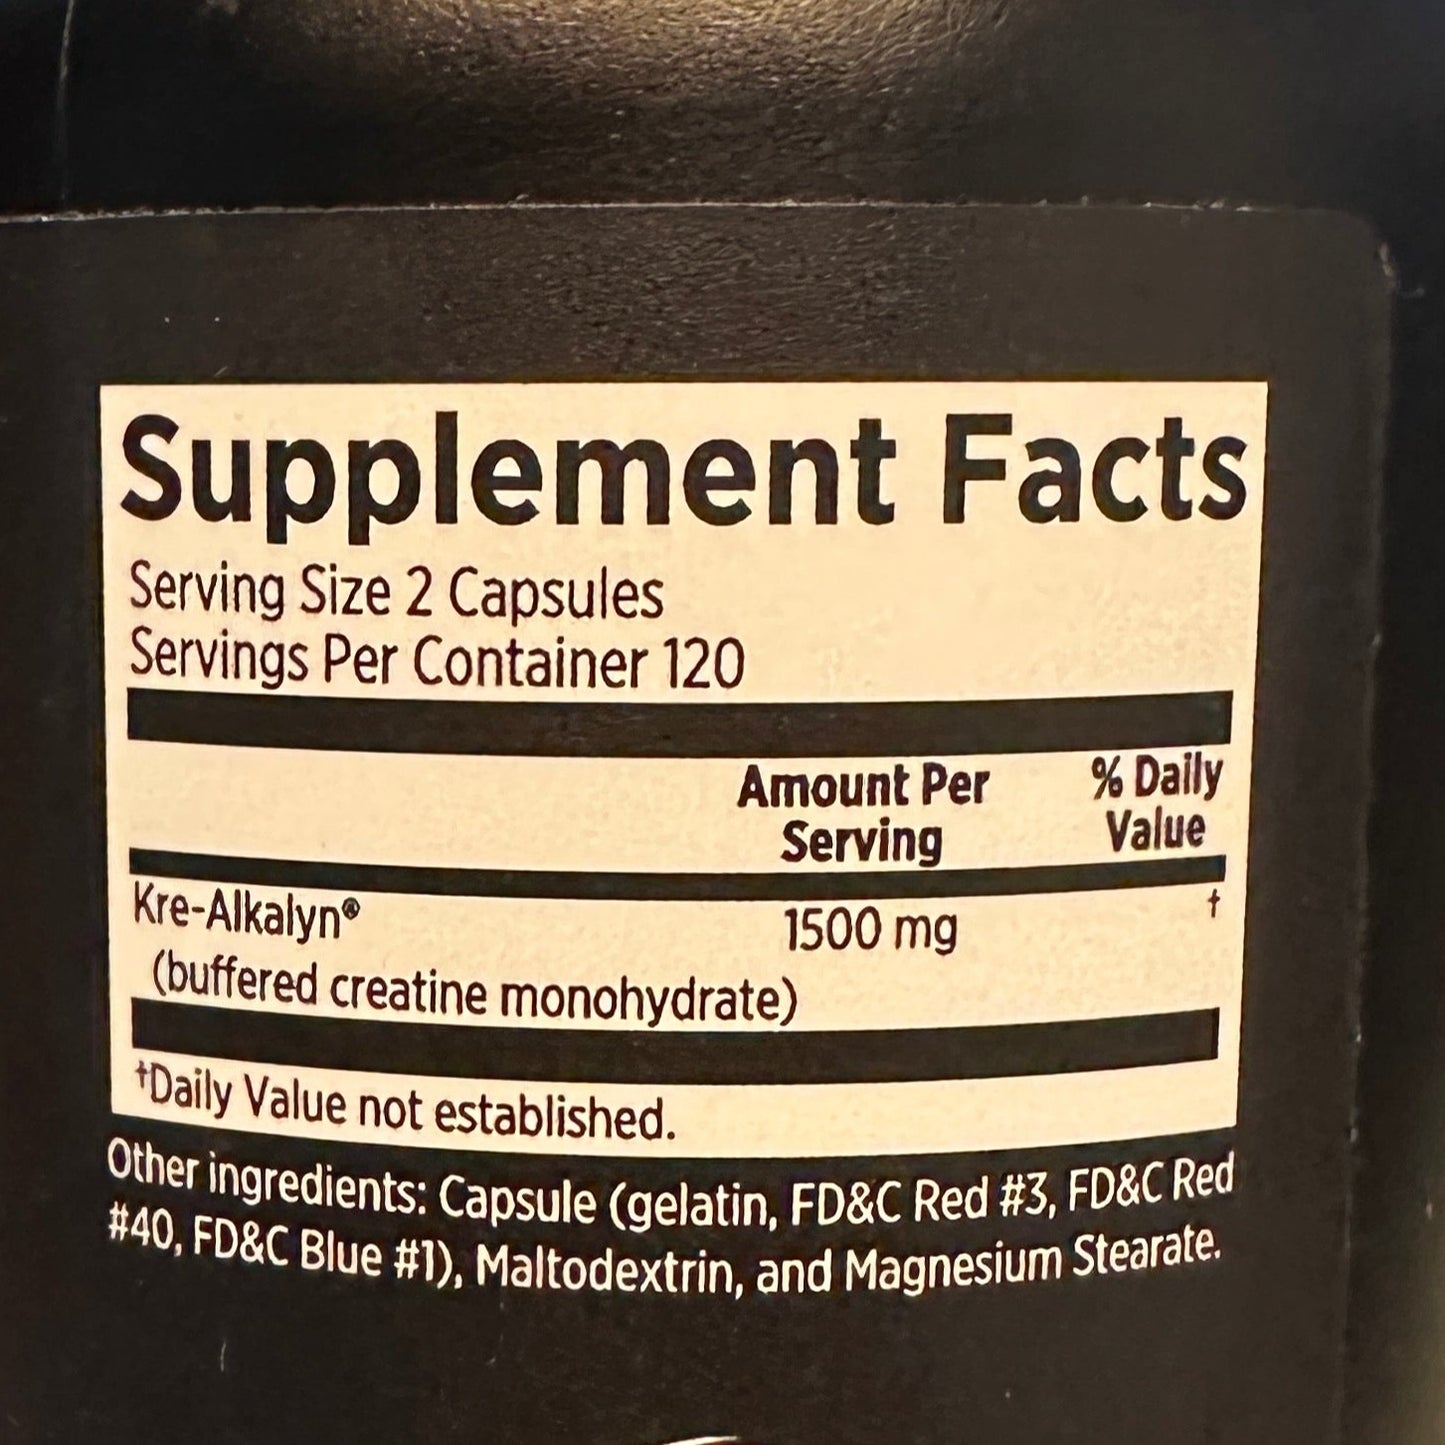 Supplement Facts
Serving Size 2 Capsules
Servings Per Container 120
Amount Per % Daily
Serving Value
Kre-Alkalyn® 1500 mg †
(buffered creatine monohydrate)
†Daily Value not established.
Other ingredients: Capsule (gelatin, FD&C Red #3, FD&C Red
#40, FD&C Blue #1), Maltodextrin, and Magnesium Stearate.